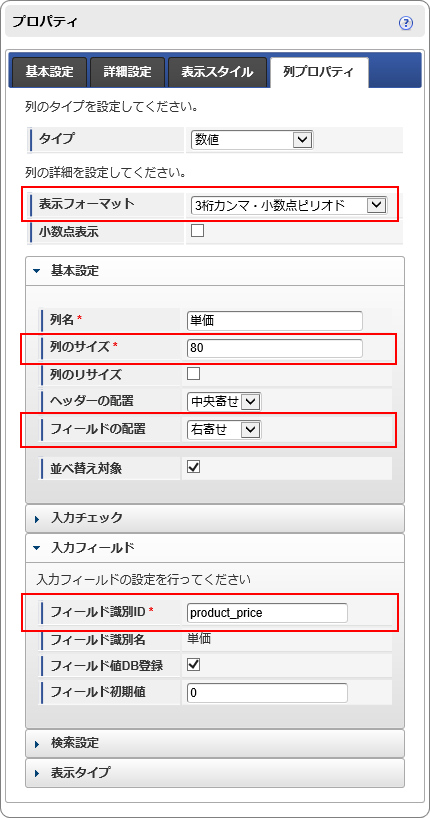 プロパティ ?
基本設定 詳細設定 表示スタイル 列プロパティ
列のタイプを設定してください。
タイプ 数値
列の詳細を設定してください。
表示フォーマット 3桁カンマ・小数点ピリオド
小数点表示
基本設定
列名 * 単価
列のサイズ * 80
列のリサイズ
ヘッダーの配置 中央寄せ
フィールドの配置 右寄せ
並べ替え対象
入力チェック
入力フィールド
入力フィールドの設定を行ってください
フィールド識別ID * product_price
フィールド識別名 単価
フィールド値DB登録
フィールド初期値 0
検索設定
表示タイプ